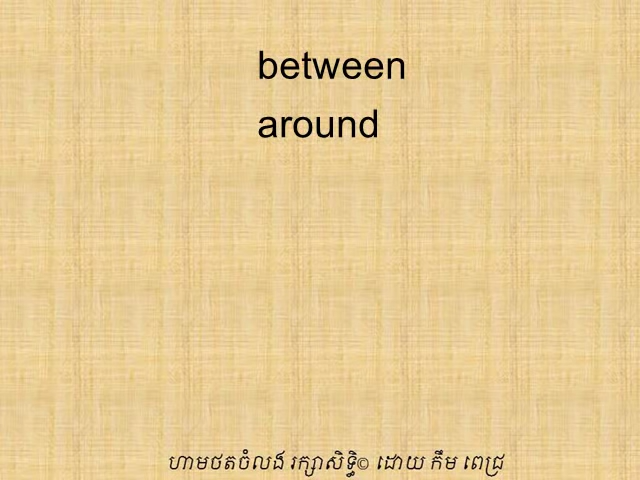 between
around
ហាមថតចំលង រក្សាសិទ្ធិ© ដោយ កឹម ពេជ្រ